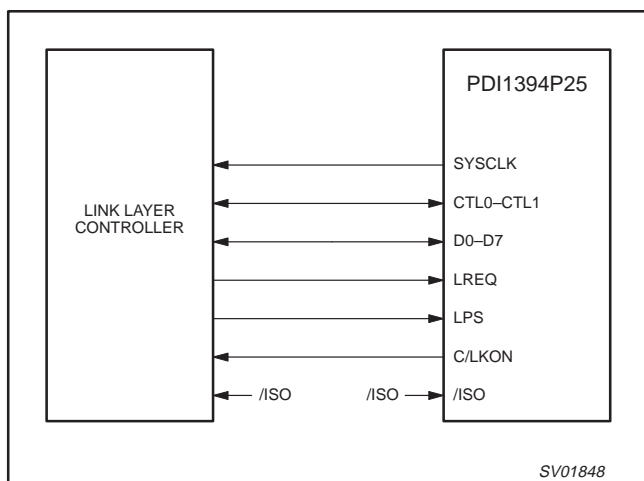 PDI1394P25
SYSCLK
LINK LAYER
CONTROLLER
CTL0–CTL1
D0–D7
LREQ
LPS
C/LKON
/ISO /ISO /ISO
SV01848